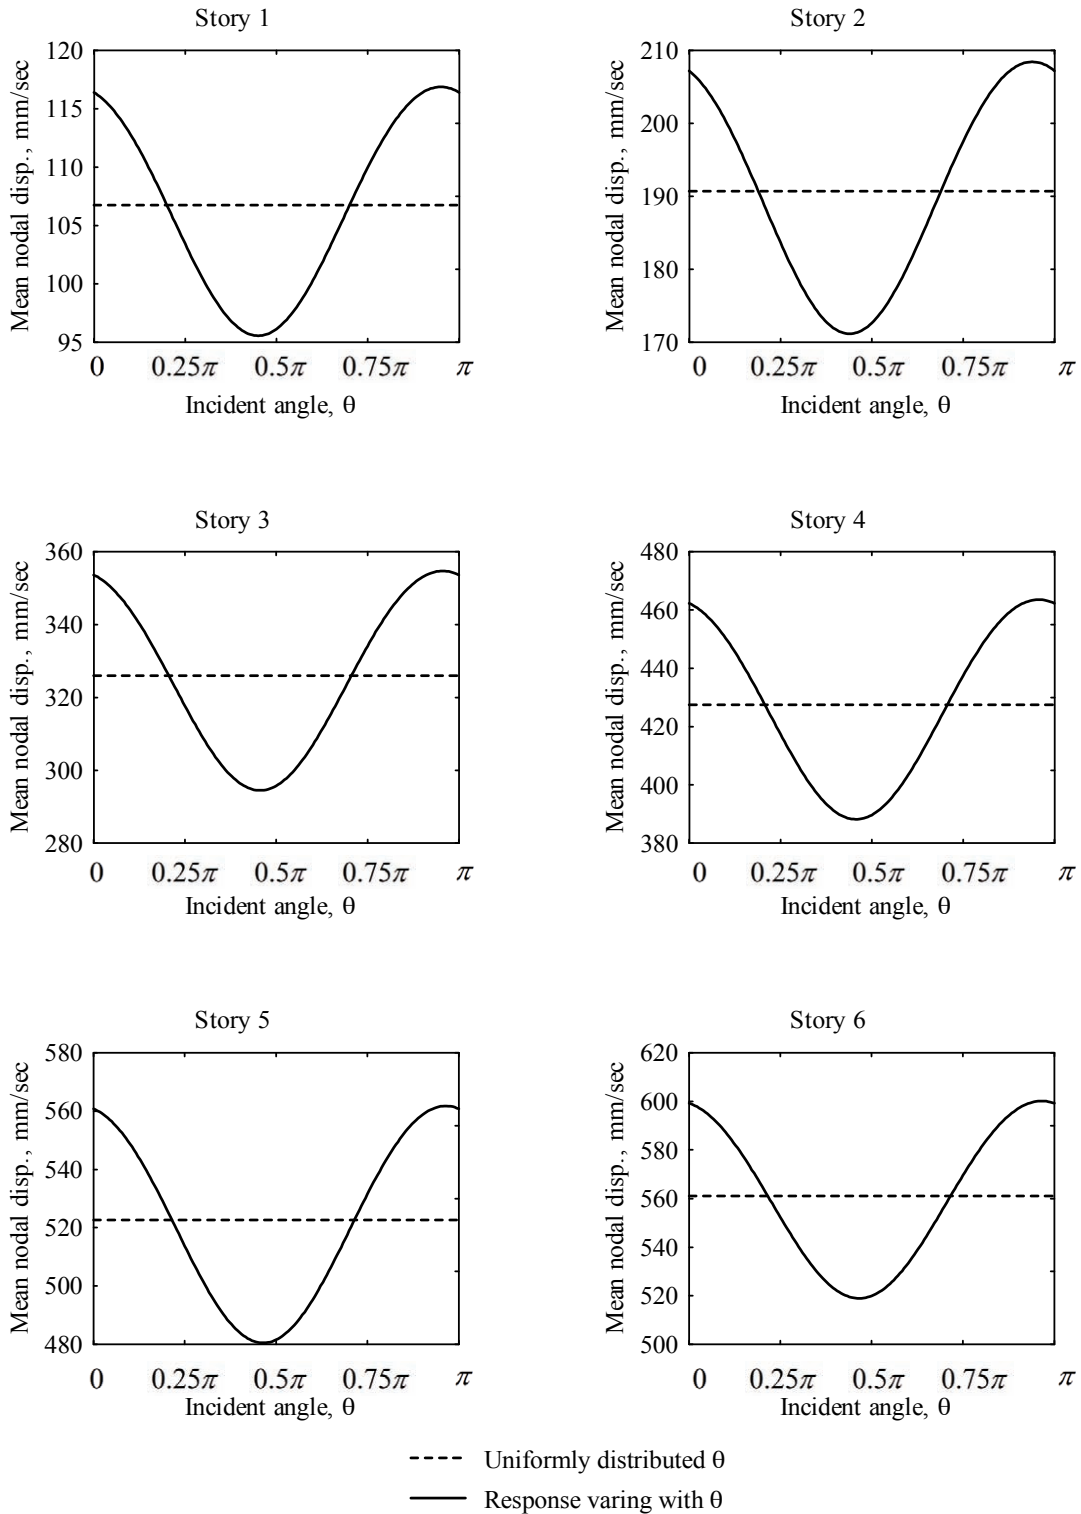 Story 1
Mean nodal disp., mm/sec
120
115
110
105
100
95
0 0.25π 0.5π 0.75π π
Incident angle, θ
Story 2
Mean nodal disp., mm/sec
210
200
190
180
170
0 0.25π 0.5π 0.75π π
Incident angle, θ
Story 3
Mean nodal disp., mm/sec
360
340
320
300
280
0 0.25π 0.5π 0.75π π
Incident angle, θ
Story 4
Mean nodal disp., mm/sec
480
460
440
420
400
380
0 0.25π 0.5π 0.75π π
Incident angle, θ
Story 5
Mean nodal disp., mm/sec
580
560
540
520
500
480
0 0.25π 0.5π 0.75π π
Incident angle, θ
Story 6
Mean nodal disp., mm/sec
620
600
580
560
540
520
500
0 0.25π 0.5π 0.75π π
Incident angle, θ
Uniformly distributed θ
Response varing with θ